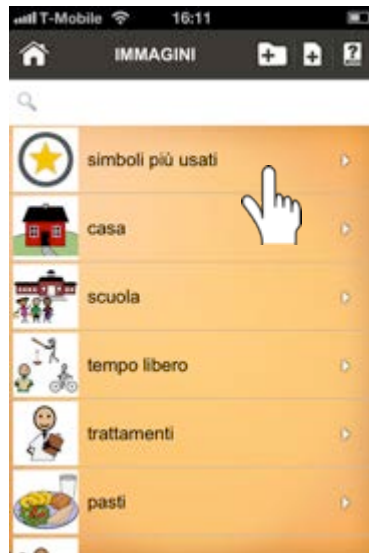 T-Mobile 16:11
IMMAGINI
?
simboli più usati
casa
scuola
tempo libero
trattamenti
pasti